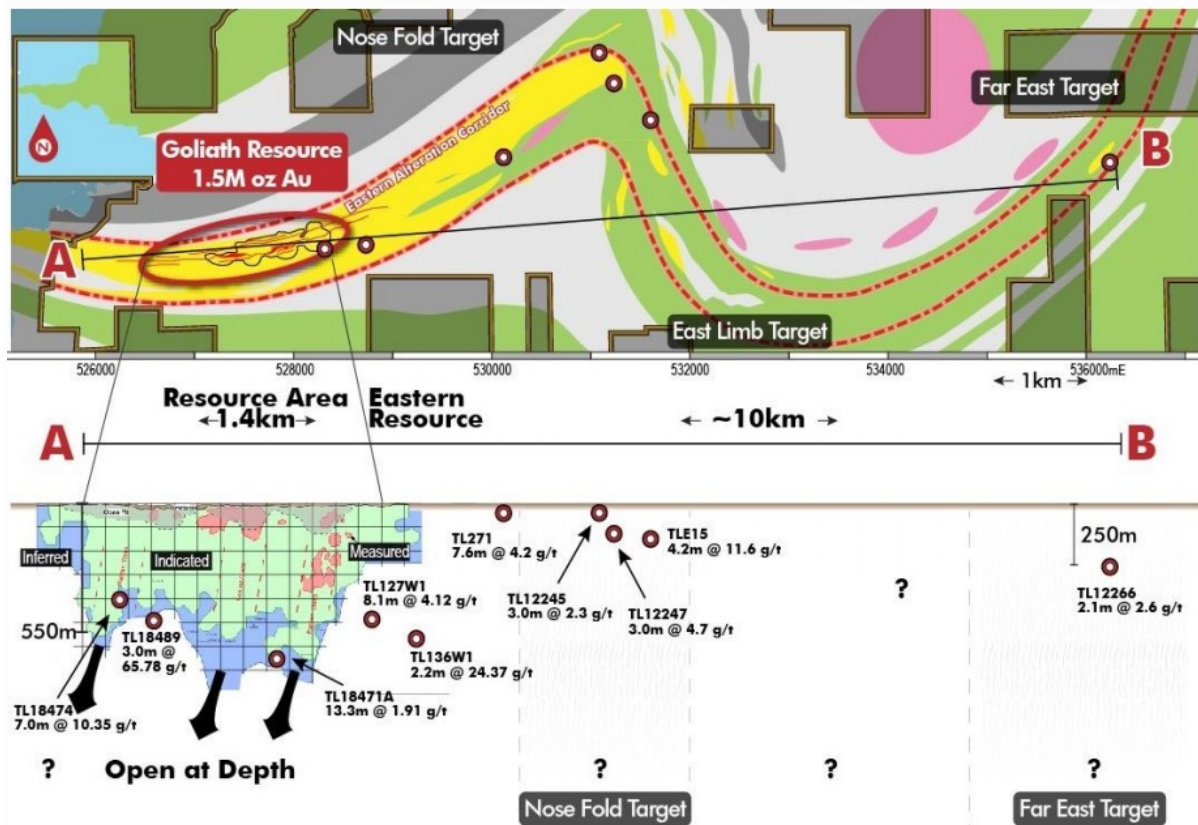 Nose Fold Target
Far East Target
N
Goliath Resource
1.5M oz Au
Eastern Alteration Corridor
A
B
East Limb Target
526000
528000
530000
532000
534000
536000mE
1km
Resource Area
1.4km
Eastern
Resource
~10km
A
B
Open Pit
Inferred
Indicated
Measured
550m
TL18489
3.0m @
65.78 g/t
TL18474
7.0m @ 10.35 g/t
TL18471A
13.3m @ 1.91 g/t
TL127W1
8.1m @ 4.12 g/t
TL136W1
2.2m @ 24.37 g/t
TL271
7.6m @ 4.2 g/t
TL12245
3.0m @ 2.3 g/t
TLE15
4.2m @ 11.6 g/t
TL12247
3.0m @ 4.7 g/t
?
250m
TL12266
2.1m @ 2.6 g/t
?
Open at Depth
?
?
?
Nose Fold Target
Far East Target